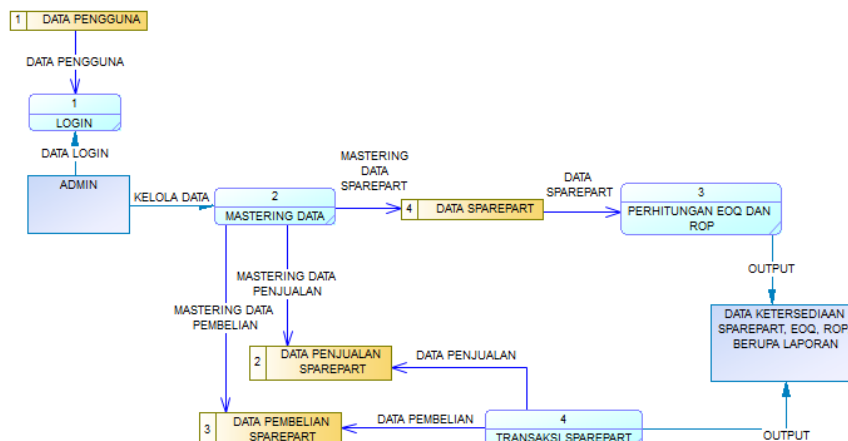 1 DATA PENGGUNA
DATA PENGGUNA
1
LOGIN
DATA LOGIN
ADMIN
KELOLA DATA
2
MASTERING DATA
MASTERING
DATA
SPAREPART
4 DATA SPAREPART
DATA
SPAREPART
3
PERHITUNGAN EOQ DAN
ROP
OUTPUT
DATA KETERSEDIAAN
SPAREPART, EOQ, ROP
BERUPA LAPORAN
MASTERING DATA
PENJUALAN
MASTERING DATA
PEMBELIAN
2 DATA PENJUALAN
SPAREPART
DATA PENJUALAN
3 DATA PEMBELIAN
SPAREPART
DATA PEMBELIAN
4
TRANSAKSI SPAREPART
OUTPUT